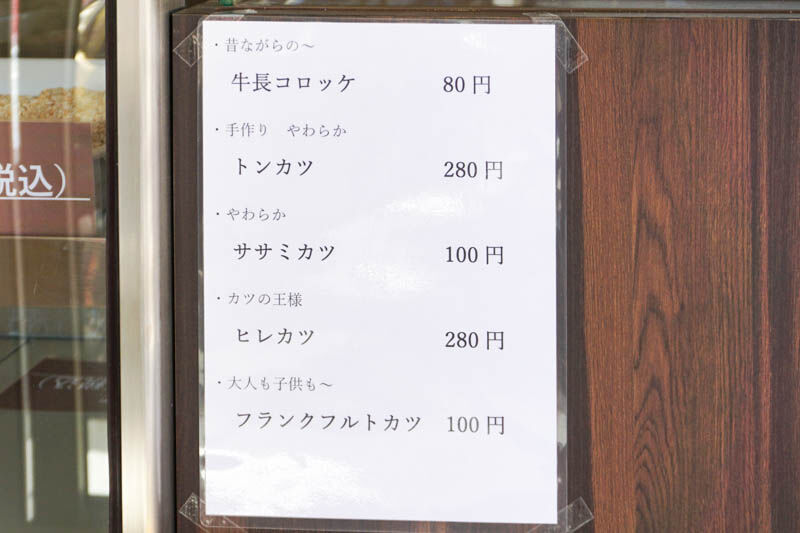 ・昔ながらの～
牛長コロッケ 80円
・手作り　やわらか
トンカツ 280円
・やわらか
ササミカツ 100円
・カツの王様
ヒレカツ 280円
・大人も子供も～
フランクフルトカツ 100円
税込）